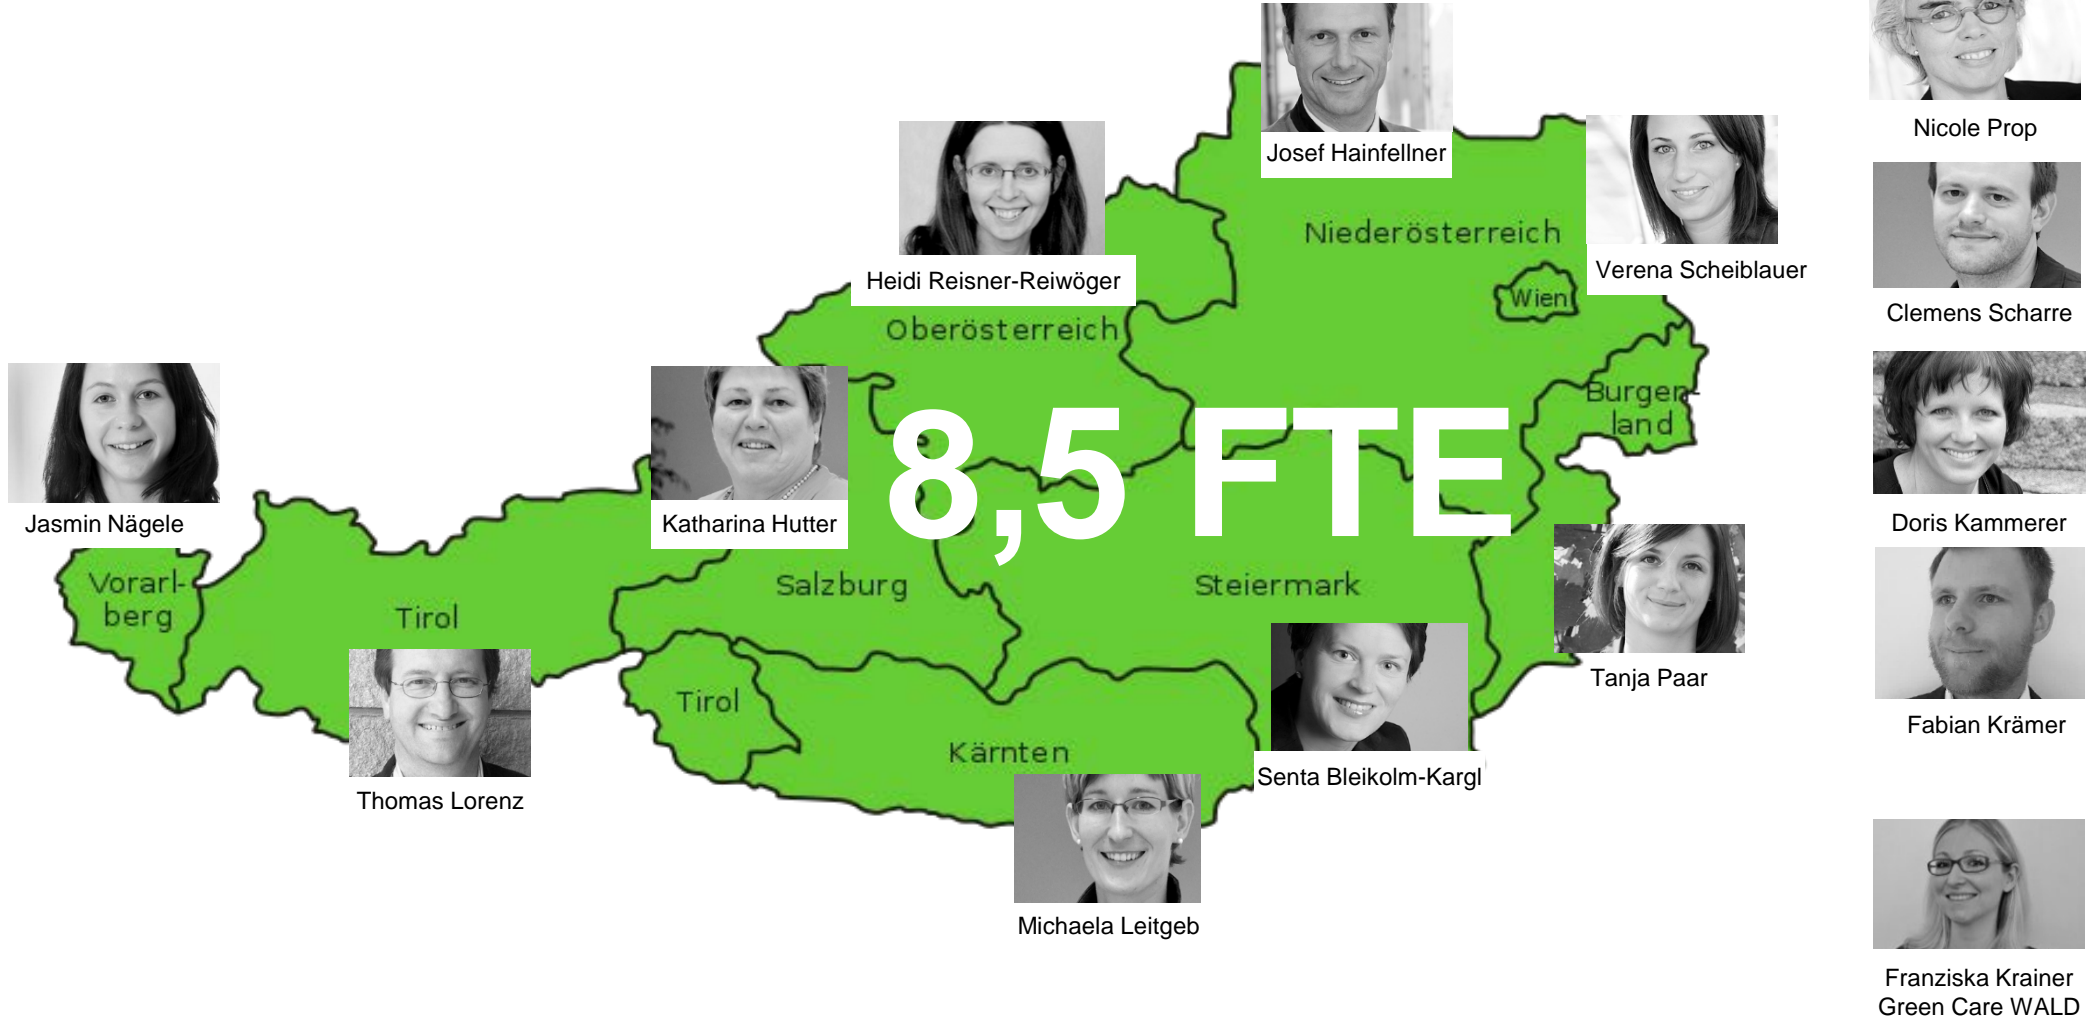 Nicole Prop
Josef Hainfellner
Niederösterreich
Heidi Reisner-Reiwöger
Verena Scheiblauer
Wien
Clemens Scharre
Oberösterreich
Burgen-
land
8,5 FTE
Jasmin Nägele
Katharina Hutter
Doris Kammerer
Vorarl-
berg
Tirol
Salzburg
Steiermark
Tanja Paar
Tirol
Kärnten
Fabian Krämer
Senta Bleikolm-Kargl
Thomas Lorenz
Michaela Leitgeb
Franziska Krainer
Green Care WALD